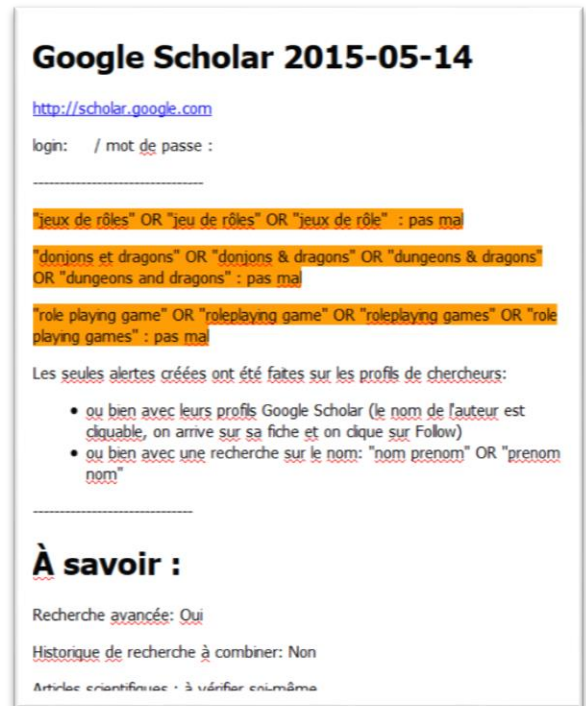 Google Scholar 2015-05-14
http://scholar.google.com
login: / mot de passe :
--------------------------------
"jeux de rôles" OR "jeu de rôles" OR "jeux de rôle" : pas mal
"donjons et dragons" OR "donjons & dragons" OR "dungeons & dragons"
OR "dungeons and dragons" : pas mal
"role playing game" OR "roleplaying game" OR "roleplaying games" OR "role
playing games" : pas mal
Les seules alertes créées ont été faites sur les profils de chercheurs:
• ou bien avec leurs profils Google Scholar (le nom de l'auteur est
cliquable, on arrive sur sa fiche et on clique sur Follow)
• ou bien avec une recherche sur le nom: "nom prenom" OR "prenom
nom"
------------------------------
À savoir :
Recherche avancée: Oui
Historique de recherche à combiner: Non
Articles scientifiques : à vérifier soi-même